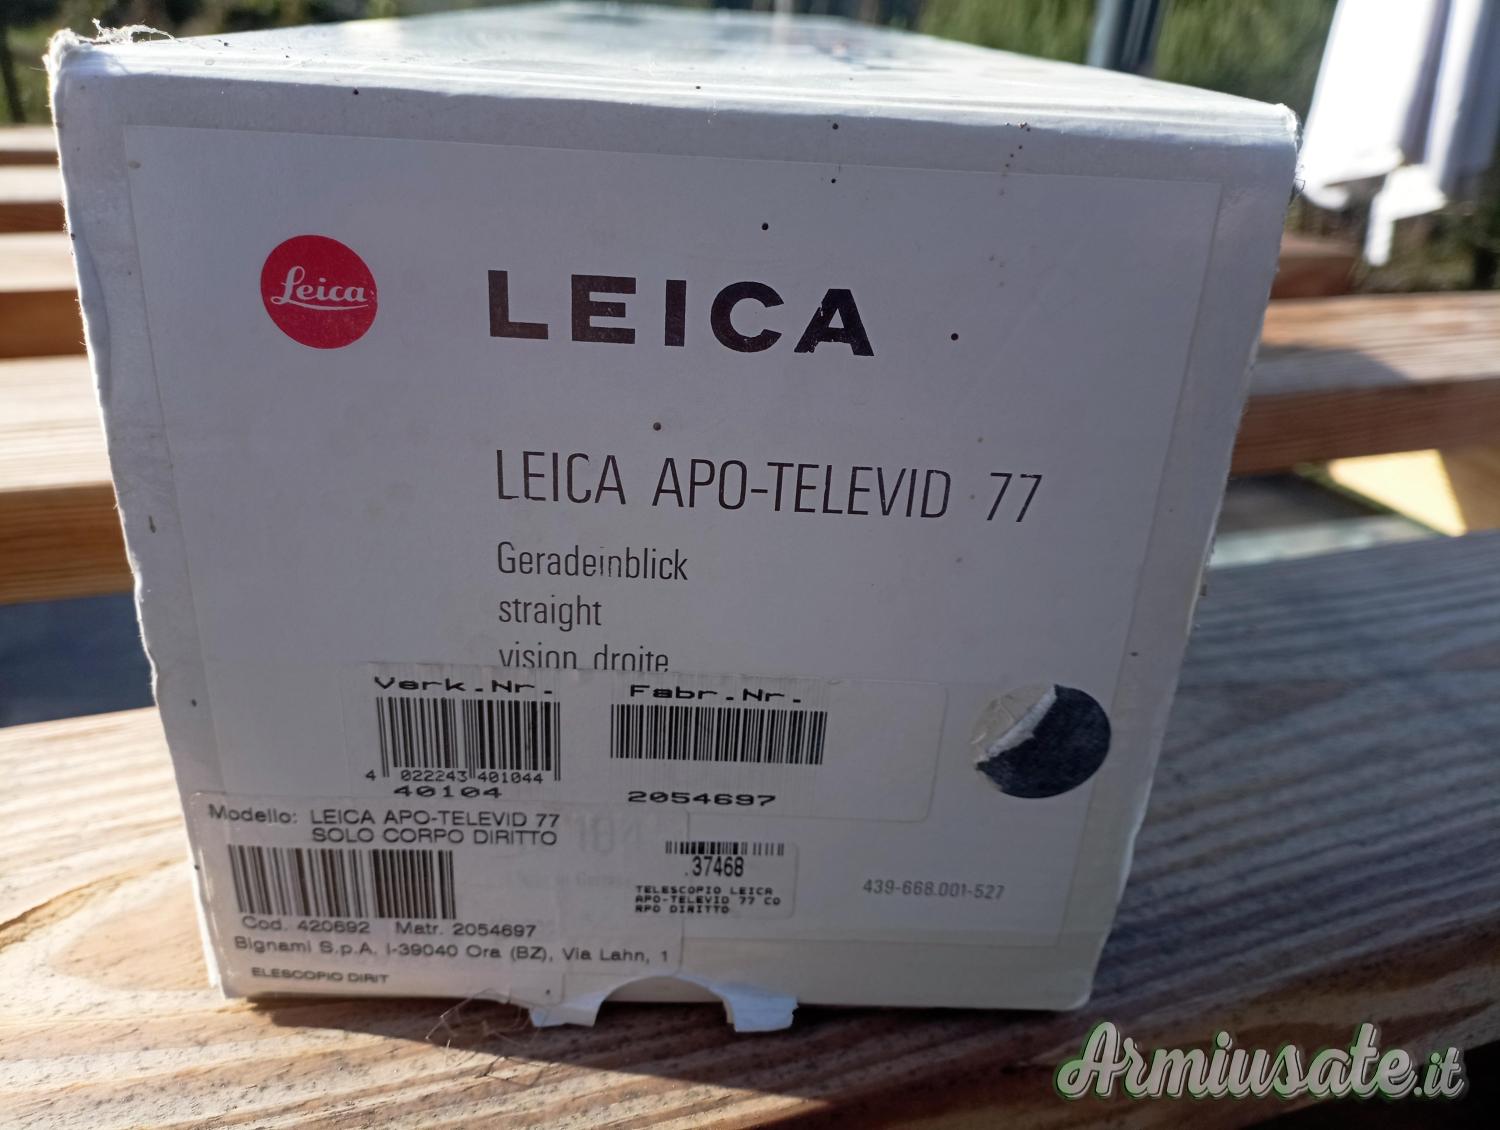 Leica
LEICA
LEICA APO-TELEVID 77
Geradeinblick
straight
vision droite
Verk.Nr.
Fabr.Nr.
4 022243 401044
40104
2054697
Modello: LEICA APO-TELEVID 77
SOLO CORPO DIRITTO
.37468
TELESCOPIO LEICA
APO-TELEVID 77 CO
RPO DIRITTO
439-668.001-527
Cod. 420692 Matr. 2054697
Bignami S.p.A. I-39040 Ora (BZ), Via Lahn, 1
ELESCOPIO DIRIT
Armiusate.it